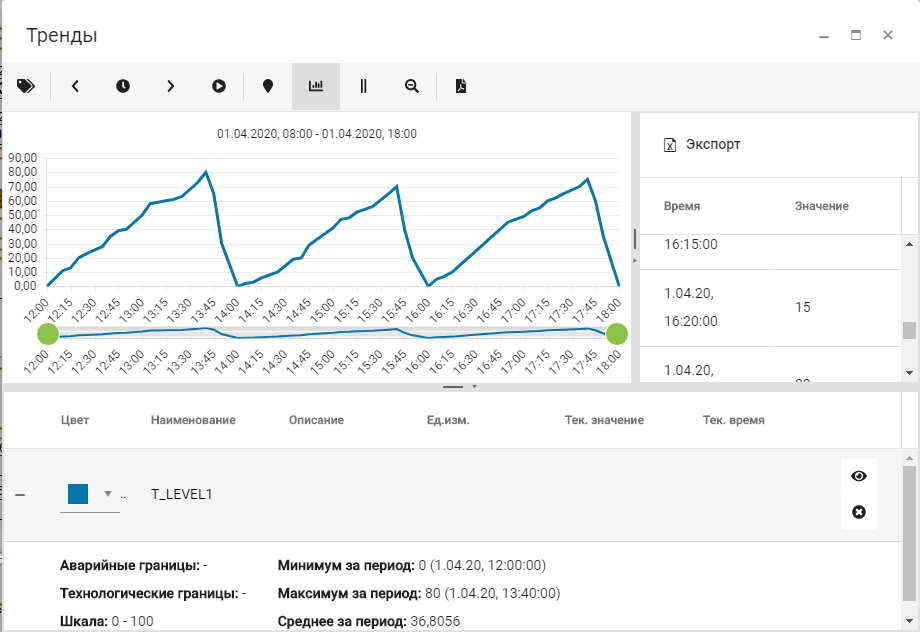 Тренды
01.04.2020, 08:00 - 01.04.2020, 18:00
90,00
80,00
70,00
60,00
50,00
40,00
30,00
20,00
10,00
0,00
12:00 12:15 12:30 12:45 13:00 13:15 13:30 13:45 14:00 14:15 14:30 14:45 15:00 15:15 15:30 15:45 16:00 16:15 16:30 16:45 17:00 17:15 17:30 17:45 18:00
12:00 12:15 12:30 12:45 13:00 13:15 13:30 13:45 14:00 14:15 14:30 14:45 15:00 15:15 15:30 15:45 16:00 16:15 16:30 16:45 17:00 17:15 17:30 17:45 18:00
Экспорт
Время Значение
16:15:00
1.04.20,
16:20:00
15
1.04.20,
Цвет Наименование Описание Ед.изм. Тек. значение Тек. время
.. T_LEVEL1
Аварийные границы: - Минимум за период: 0 (1.04.20, 12:00:00)
Технологические границы: - Максимум за период: 80 (1.04.20, 13:40:00)
Шкала: 0 - 100 Среднее за период: 36,8056